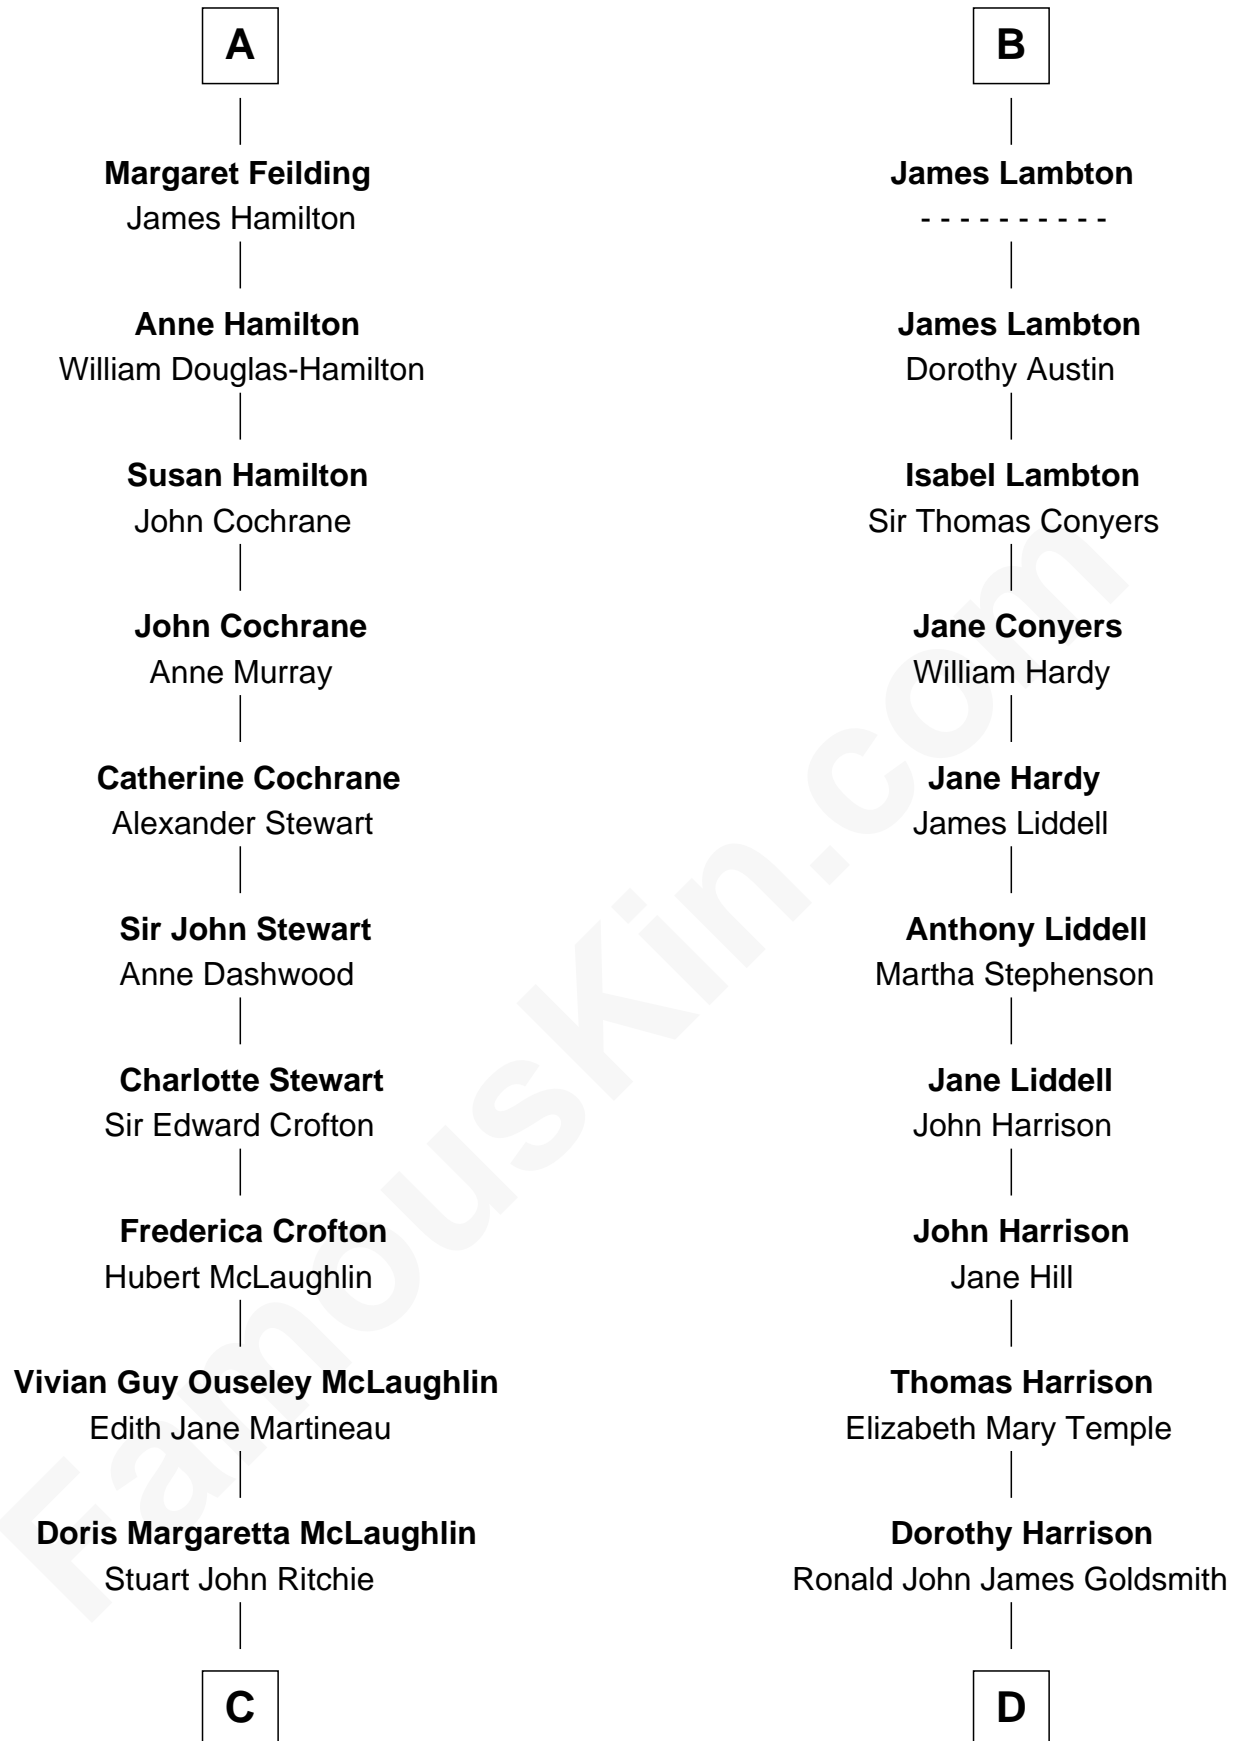 A
Margaret Feilding
James Hamilton
Anne Hamilton
William Douglas-Hamilton
Susan Hamilton
John Cochrane
John Cochrane
Anne Murray
Catherine Cochrane
Alexander Stewart
Sir John Stewart
Anne Dashwood
Charlotte Stewart
Sir Edward Crofton
Frederica Crofton
Hubert McLaughlin
Vivian Guy Ouseley McLaughlin
Edith Jane Martineau
Doris Margaretta McLaughlin
Stuart John Ritchie
C
B
James Lambton
- - - - - - - - - -
James Lambton
Dorothy Austin
Isabel Lambton
Sir Thomas Conyers
Jane Conyers
William Hardy
Jane Hardy
James Liddell
Anthony Liddell
Martha Stephenson
Jane Liddell
John Harrison
John Harrison
Jane Hill
Thomas Harrison
Elizabeth Mary Temple
Dorothy Harrison
Ronald John James Goldsmith
D
FamousKin.com